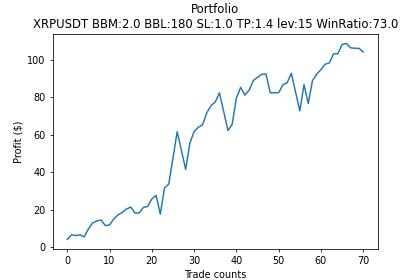 Portfolio
XRPUSDT BBM:2.0 BBL:180 SL:1.0 TP:1.4 lev:15 WinRatio:73.0
100
80
60
40
20
0
Profit ($)
0 10 20 30 40 50 60 70
Trade counts